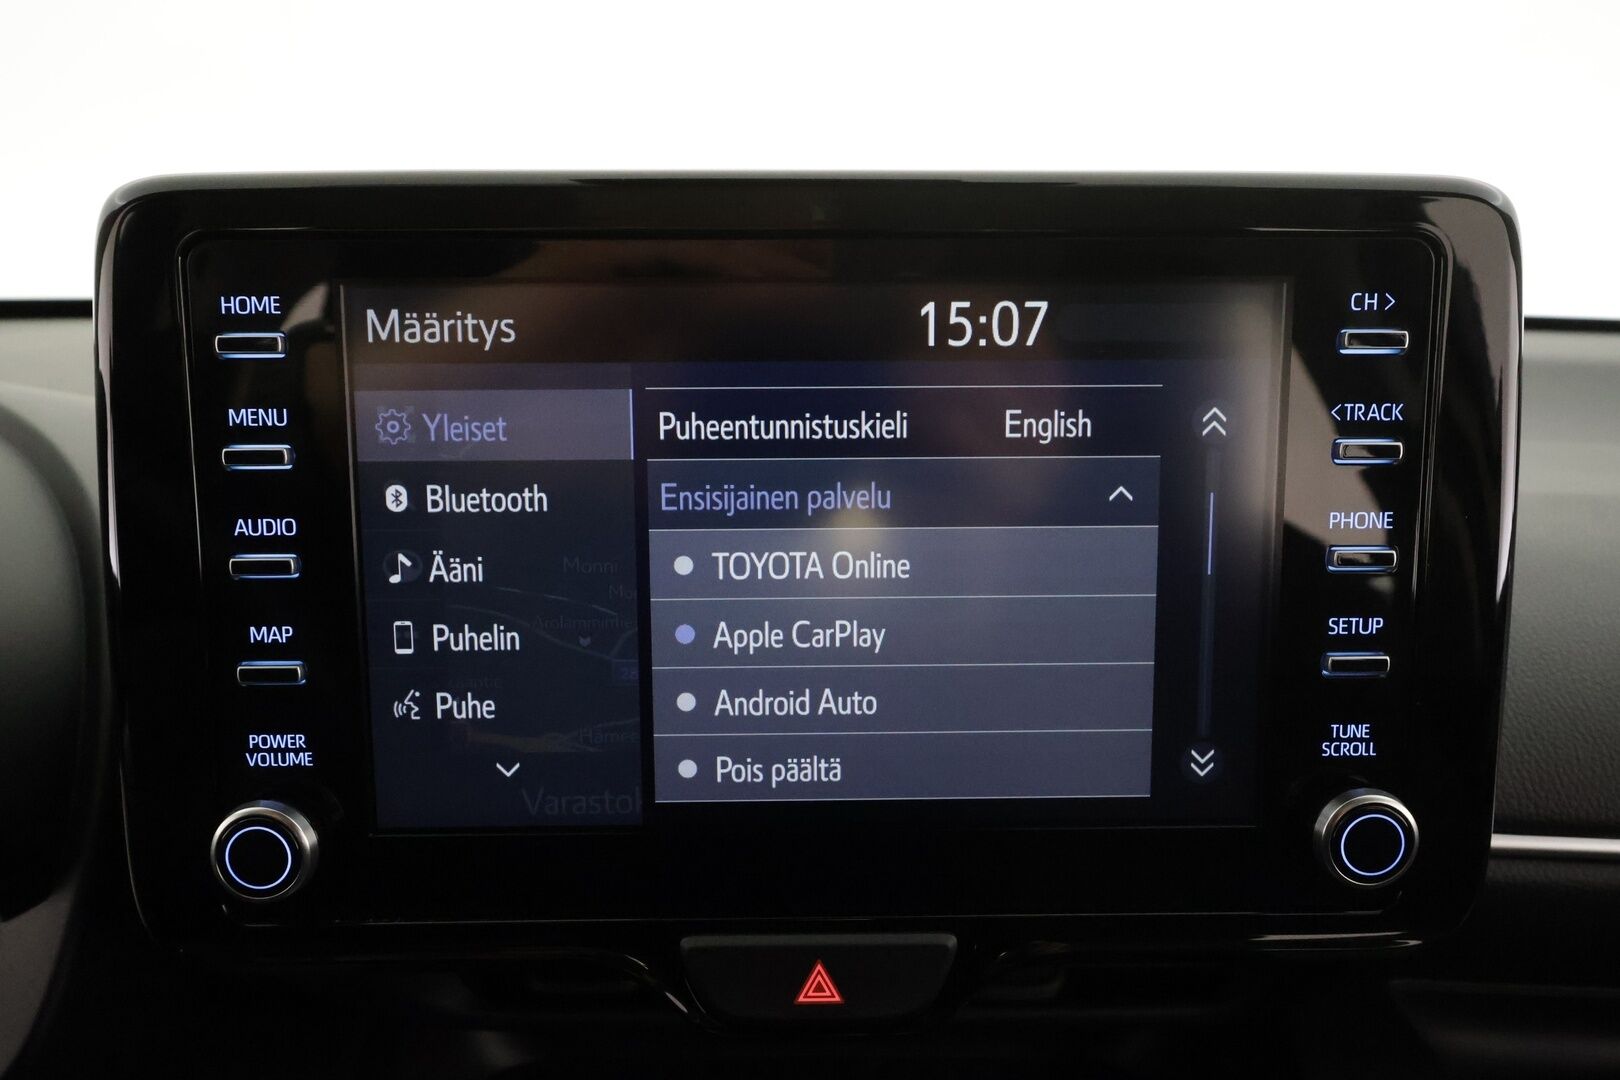 HOME
MENU
AUDIO
MAP
POWER
VOLUME
Määritys
15:07
Yleiset
Bluetooth
Ääni
Puhelin
Puhe
Puheentunnistuskieli English
Ensisijainen palvelu
TOYOTA Online
Apple CarPlay
Android Auto
Pois päältä
Monni
CH >
<TRACK
PHONE
SETUP
TUNE
SCROLL